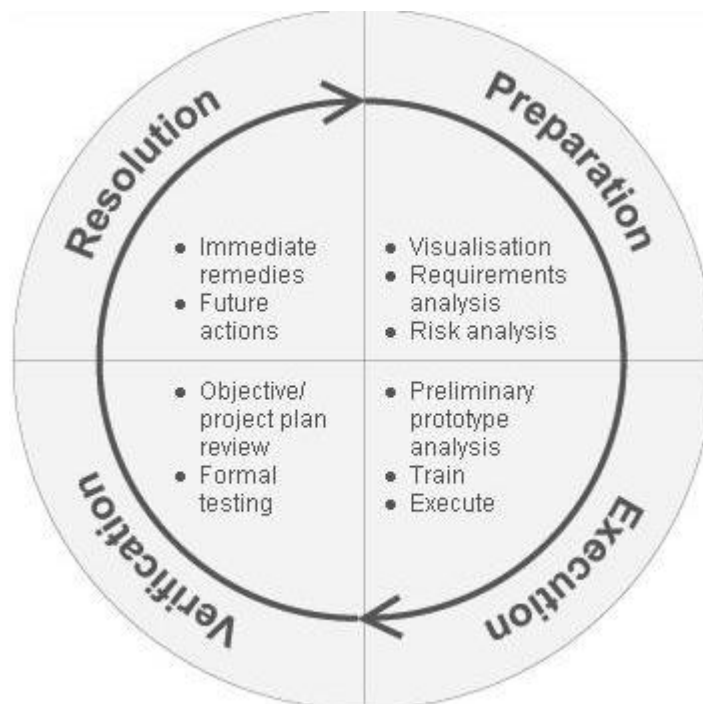 Resolution
Preparation
• Immediate
remedies
• Future
actions
• Visualisation
• Requirements
analysis
• Risk analysis
• Objective/
project plan
review
• Formal
testing
• Preliminary
prototype
analysis
• Train
• Execute
Verification
Execution